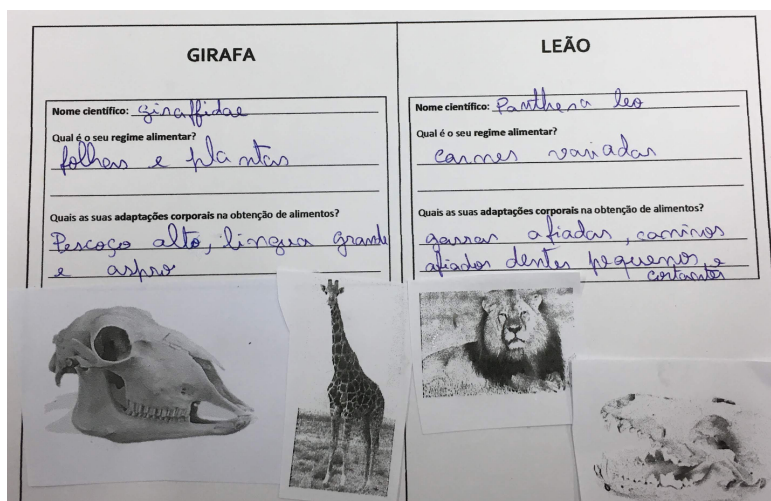 GIRAFA
Nome científico: giraffidae
Qual é o seu regime alimentar?
folhas e plantas
Quais as suas adaptações corporais na obtenção de alimentos?
Pescoço alto, lingua grande
e aspro
LEÃO
Nome científico: Panthera leo
Qual é o seu regime alimentar?
carnes variadas
Quais as suas adaptações corporais na obtenção de alimentos?
garras afiadas, caninos
afiados dentes pequenos e
cortantes